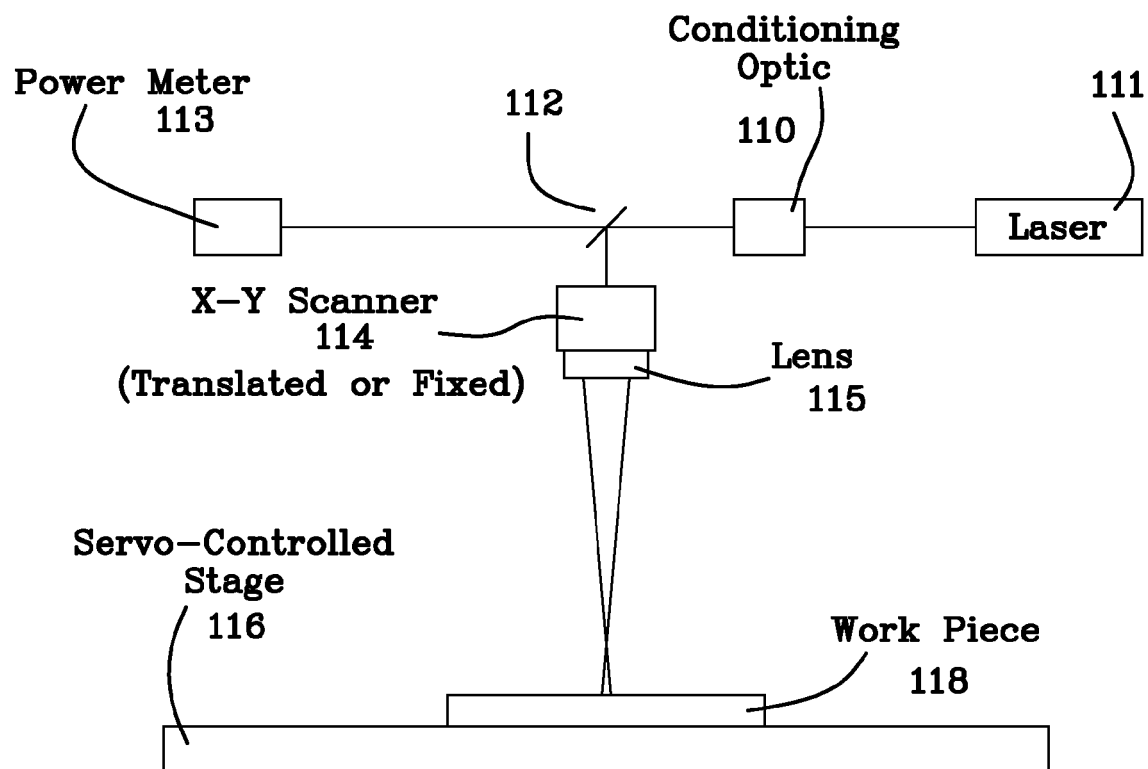 Conditioning
Optic
110
Power Meter
113
112
111
Laser
X-Y Scanner
114
(Translated or Fixed)
Lens
115
Servo-Controlled
Stage
116
Work Piece
118